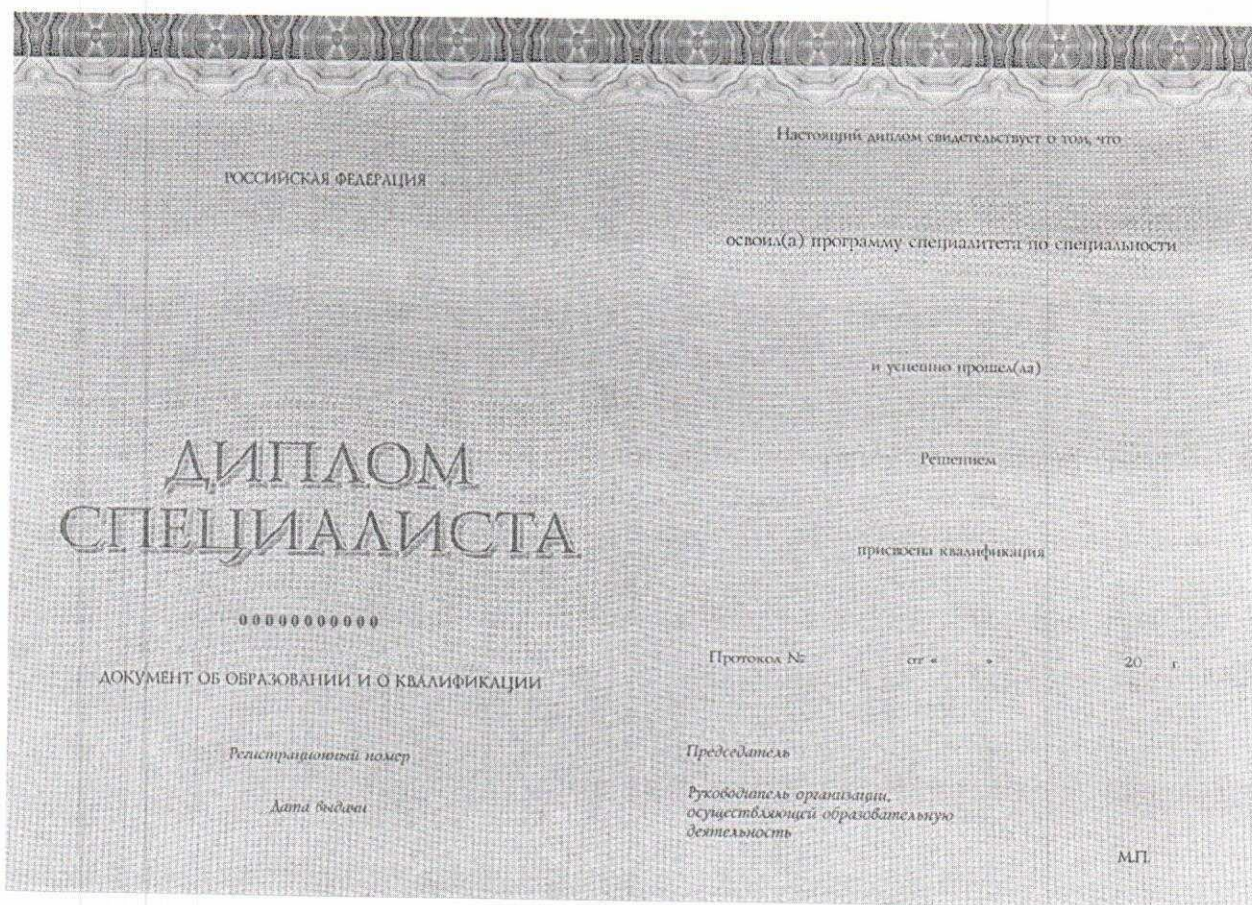 РОССИЙСКАЯ ФЕДЕРАЦИЯ
ДИПЛОМ
СПЕЦИАЛИСТА
00000000000
ДОКУМЕНТ ОБ ОБРАЗОВАНИИ И О КВАЛИФИКАЦИИ
Регистрационный номер
Дата выдачи
Настоящий диплом свидетельствует о том, что
освоил(а) программу специалитета по специальности
и успешно прошел(ла)
Решением
присвоена квалификация
Протокол № от « » 20 г.
Председатель
Руководитель организации,
осуществляющей образовательную
деятельность
М.П.